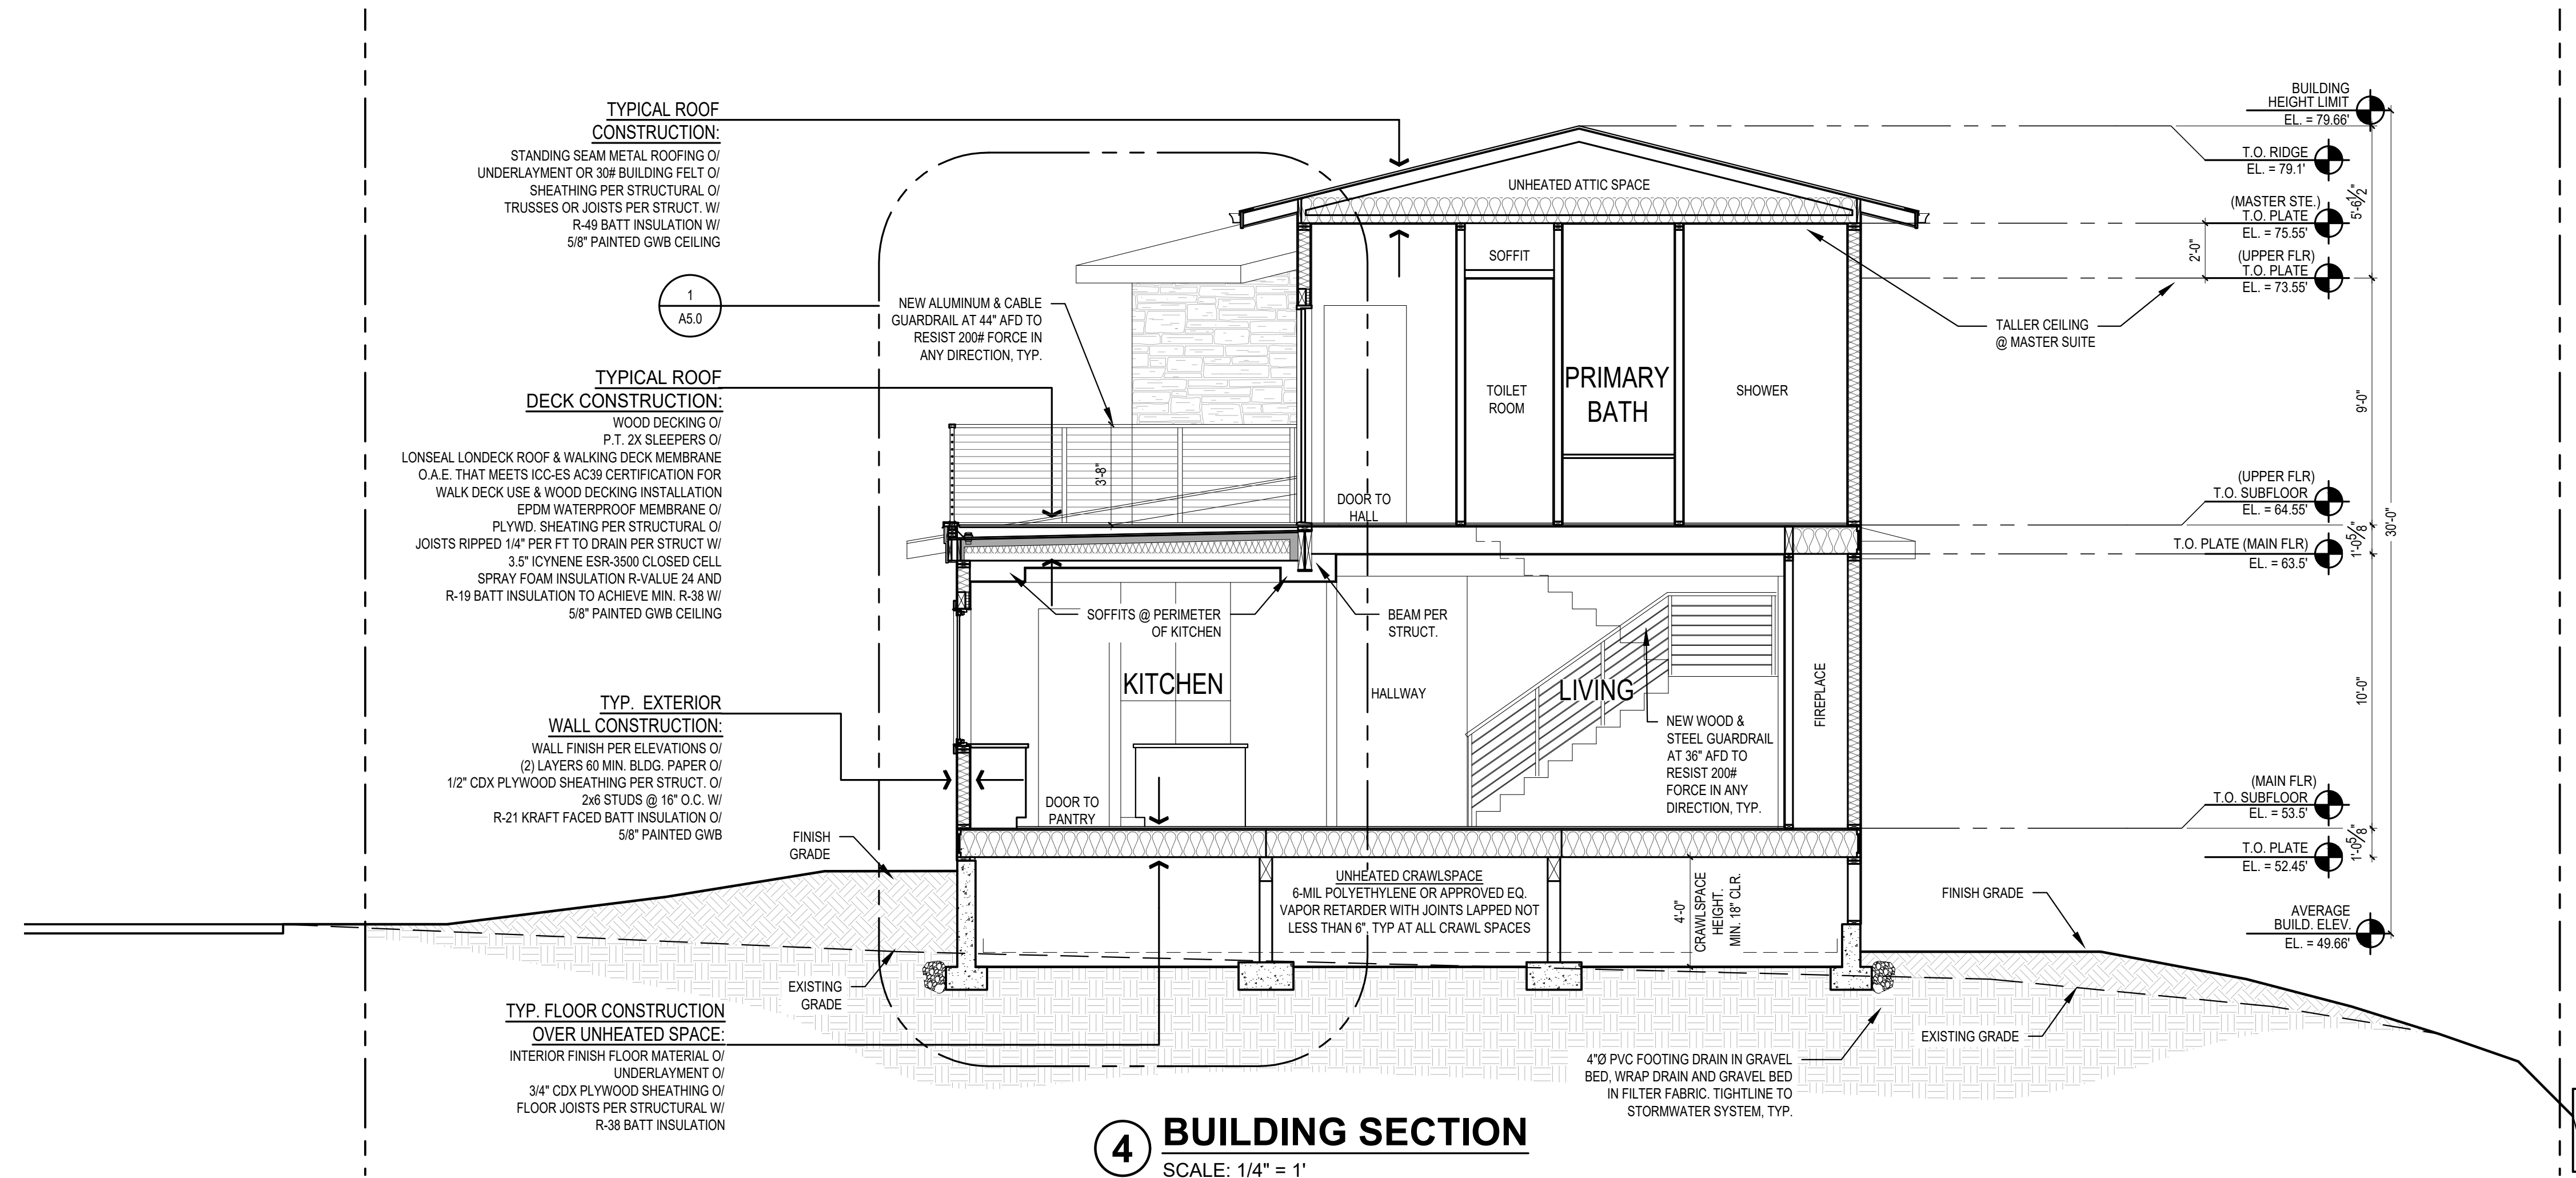 TYPICAL ROOF
CONSTRUCTION:
STANDING SEAM METAL ROOFING O/
UNDERLAYMENT OR 30# BUILDING FELT O/
SHEATHING PER STRUCTURAL O/
TRUSSES OR JOISTS PER STRUCT. W/
R-49 BATT INSULATION W/
5/8" PAINTED GWB CEILING
1
A5.0
TYPICAL ROOF
DECK CONSTRUCTION:
WOOD DECKING O/
P.T. 2X SLEEPERS O/
LONSEAL LONDECK ROOF & WALKING DECK MEMBRANE
O.A.E. THAT MEETS ICC-ES AC39 CERTIFICATION FOR
WALK DECK USE & WOOD DECKING INSTALLATION
EPDM WATERPROOF MEMBRANE O/
PLYWD. SHEATING PER STRUCTURAL O/
JOISTS RIPPED 1/4" PER FT TO DRAIN PER STRUCT W/
3.5" ICYNENE ESR-3500 CLOSED CELL
SPRAY FOAM INSULATION R-VALUE 24 AND
R-19 BATT INSULATION TO ACHIEVE MIN. R-38 W/
5/8" PAINTED GWB CEILING
TYP. EXTERIOR
WALL CONSTRUCTION:
WALL FINISH PER ELEVATIONS O/
(2) LAYERS 60 MIN. BLDG. PAPER O/
1/2" CDX PLYWOOD SHEATHING PER STRUCT. O/
2x6 STUDS @ 16" O.C. W/
R-21 KRAFT FACED BATT INSULATION O/
5/8" PAINTED GWB
FINISH
GRADE
EXISTING
GRADE
TYP. FLOOR CONSTRUCTION
OVER UNHEATED SPACE:
INTERIOR FINISH FLOOR MATERIAL O/
UNDERLAYMENT O/
3/4" CDX PLYWOOD SHEATHING O/
FLOOR JOISTS PER STRUCTURAL W/
R-38 BATT INSULATION
NEW ALUMINUM & CABLE
GUARDRAIL AT 44" AFD TO
RESIST 200# FORCE IN
ANY DIRECTION, TYP.
3'-8"
UNHEATED ATTIC SPACE
SOFFIT
TOILET
ROOM
PRIMARY
BATH
SHOWER
DOOR TO
HALL
TALLER CEILING
@ MASTER SUITE
SOFFITS @ PERIMETER
OF KITCHEN
BEAM PER
STRUCT.
KITCHEN
HALLWAY
LIVING
FIREPLACE
NEW WOOD &
STEEL GUARDRAIL
AT 36" AFD TO
RESIST 200#
FORCE IN ANY
DIRECTION, TYP.
DOOR TO
PANTRY
UNHEATED CRAWLSPACE
6-MIL POLYETHYLENE OR APPROVED EQ.
VAPOR RETARDER WITH JOINTS LAPPED NOT
LESS THAN 6", TYP AT ALL CRAWL SPACES
4'-0"
CRAWLSPACE
HEIGHT.
MIN. 18" CLR.
FINISH GRADE
EXISTING GRADE
4"Ø PVC FOOTING DRAIN IN GRAVEL
BED, WRAP DRAIN AND GRAVEL BED
IN FILTER FABRIC. TIGHTLINE TO
STORMWATER SYSTEM, TYP.
BUILDING
HEIGHT LIMIT
EL. = 79.66'
T.O. RIDGE
EL. = 79.1'
(MASTER STE.)
T.O. PLATE
EL. = 75.55'
(UPPER FLR)
T.O. PLATE
EL. = 73.55'
(UPPER FLR)
T.O. SUBFLOOR
EL. = 64.55'
T.O. PLATE (MAIN FLR)
EL. = 63.5'
(MAIN FLR)
T.O. SUBFLOOR
EL. = 53.5'
T.O. PLATE
EL. = 52.45'
AVERAGE
BUILD. ELEV.
EL. = 49.66'
5'-6 1/2"
2'-0"
9'-0"
1'-0 5/8"
30'-0"
10'-0"
1'-0 5/8"
4
BUILDING SECTION
SCALE: 1/4" = 1'